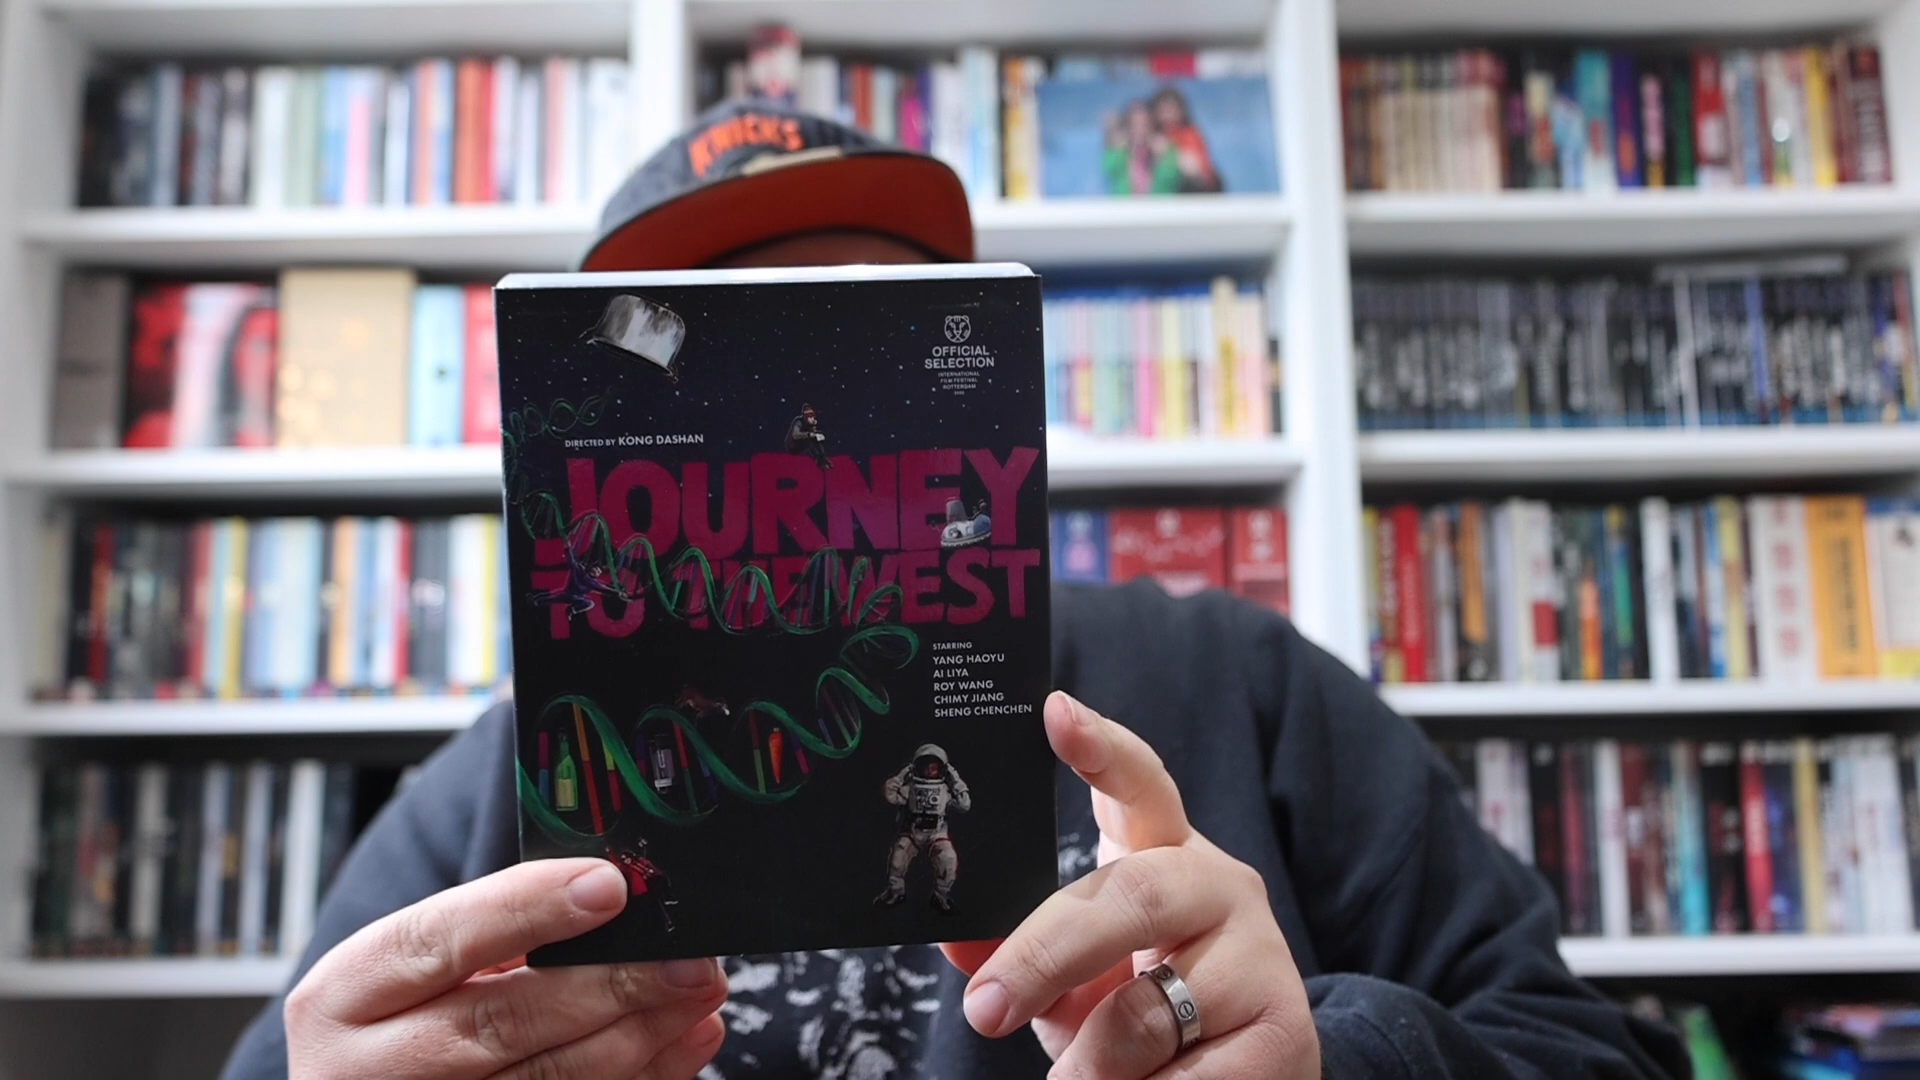 KNICKS
OFFICIAL
SELECTION
INTERNATIONAL
FILM FESTIVAL
ROTTERDAM
DIRECTED BY KONG DASHAN
JOURNEY
TO THE WEST
STARRING
YANG HAOYU
AI LIYA
ROY WANG
CHIMY JIANG
SHENG CHENCHEN